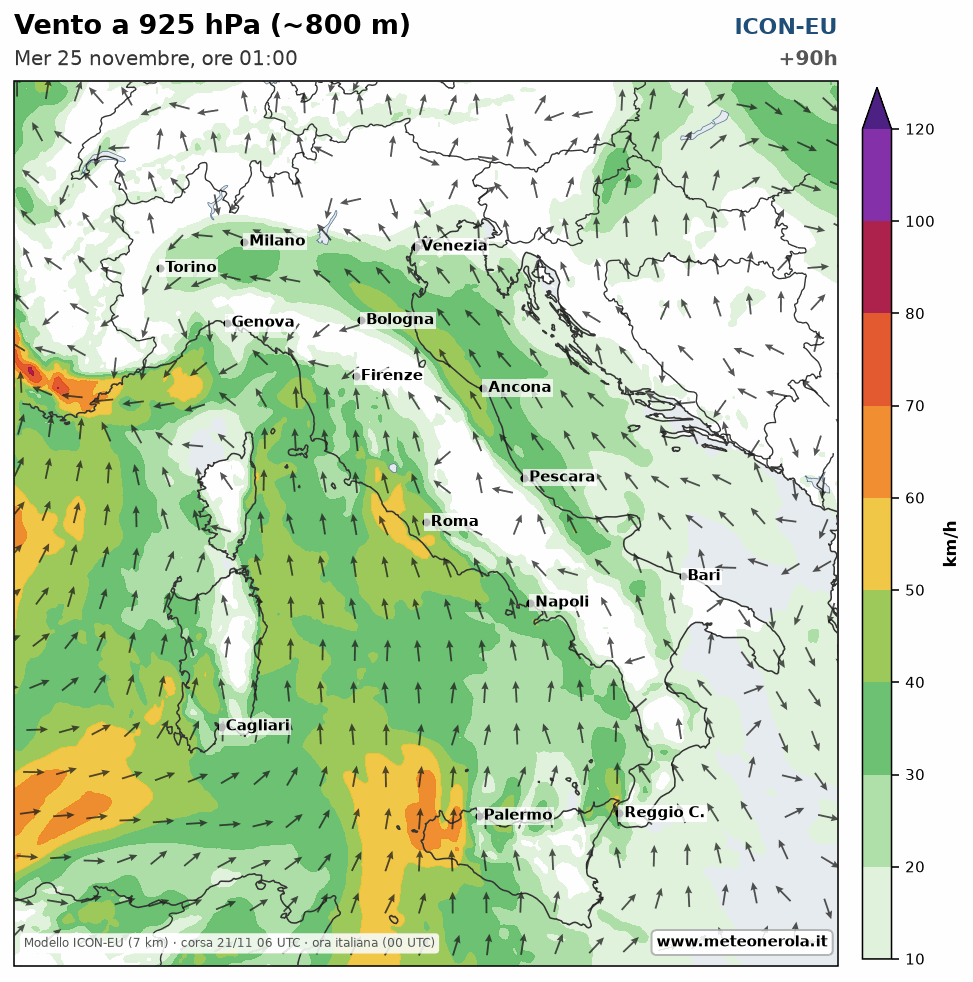 Vento a 925 hPa (~800 m)
ICON-EU
Mer 25 novembre, ore 01:00
+90h
Milano
Venezia
Torino
Genova
Bologna
Firenze
Ancona
Pescara
Roma
Bari
Napoli
Cagliari
Palermo
Reggio C.
120
100
80
70
60
50
40
30
20
10
km/h
Modello ICON-EU (7 km) · corsa 21/11 06 UTC · ora italiana (00 UTC)
www.meteonerola.it